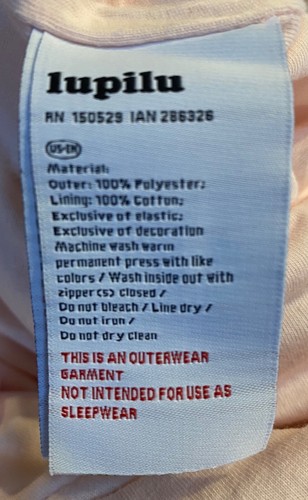 lupilu
RN 150529 IAN 286326
US-EN
Material:
Outer: 100% Polyester;
Lining: 100% Cotton;
Exclusive of elastic;
Exclusive of decoration
Machine wash warm
permanent press with like
colors / Wash inside out with
zipper(s) closed /
Do not bleach / Line dry /
Do not iron /
Do not dry clean
THIS IS AN OUTERWEAR
GARMENT
NOT INTENDED FOR USE AS
SLEEPWEAR